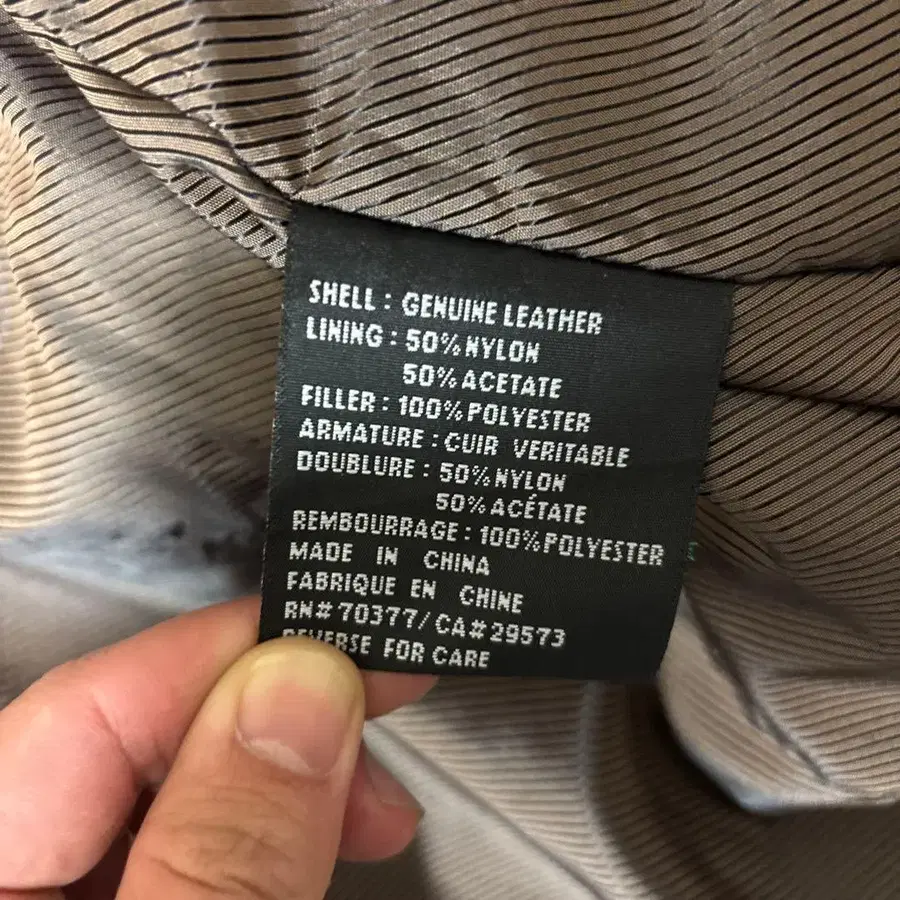 SHELL : GENUINE LEATHER
LINING : 50% NYLON
50% ACETATE
FILLER : 100% POLYESTER
ARMATURE : CUIR VERITABLE
DOUBLURE : 50% NYLON
50% ACÉTATE
REMBOURRAGE : 100% POLYESTER
MADE IN CHINA
FABRIQUE EN CHINE
RN# 70377/ CA# 29573
REVERSE FOR CARE